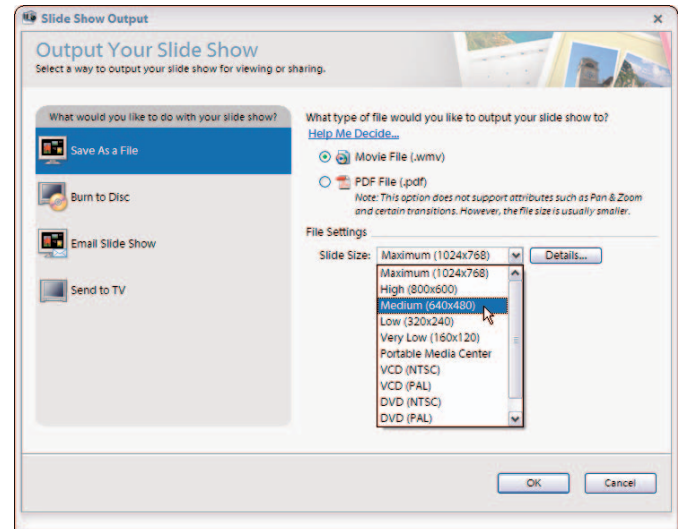 Slide Show Output
Output Your Slide Show
Select a way to output your slide show for viewing or sharing.
What would you like to do with your slide show?
Save As a File
Burn to Disc
Email Slide Show
Send to TV
What type of file would you like to output your slide show to?
Help Me Decide...
Movie File (.wmv)
PDF File (.pdf)
Note: This option does not support attributes such as Pan & Zoom
and certain transitions. However, the file size is usually smaller.
File Settings
Slide Size: Maximum (1024x768) Details...
Maximum (1024x768)
High (800x600)
Medium (640x480)
Low (320x240)
Very Low (160x120)
Portable Media Center
VCD (NTSC)
VCD (PAL)
DVD (NTSC)
DVD (PAL)
OK Cancel